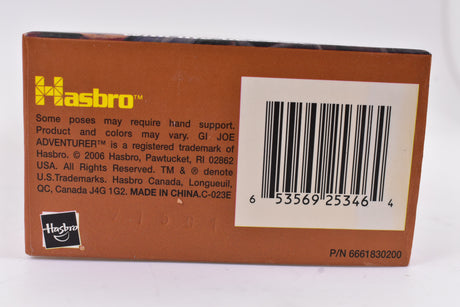 Hasbro™
Some poses may require hand support.
Product and colors may vary. GI JOE
ADVENTURER™ is a registered trademark of
Hasbro. © 2006 Hasbro, Pawtucket, RI 02862
USA. All Rights Reserved. TM & ® denote
U.S.Trademarks. Hasbro Canada, Longueuil,
QC, Canada J4G 1G2. MADE IN CHINA.C-023E
6 53569 25346 4
Hasbro
P/N 6661830200